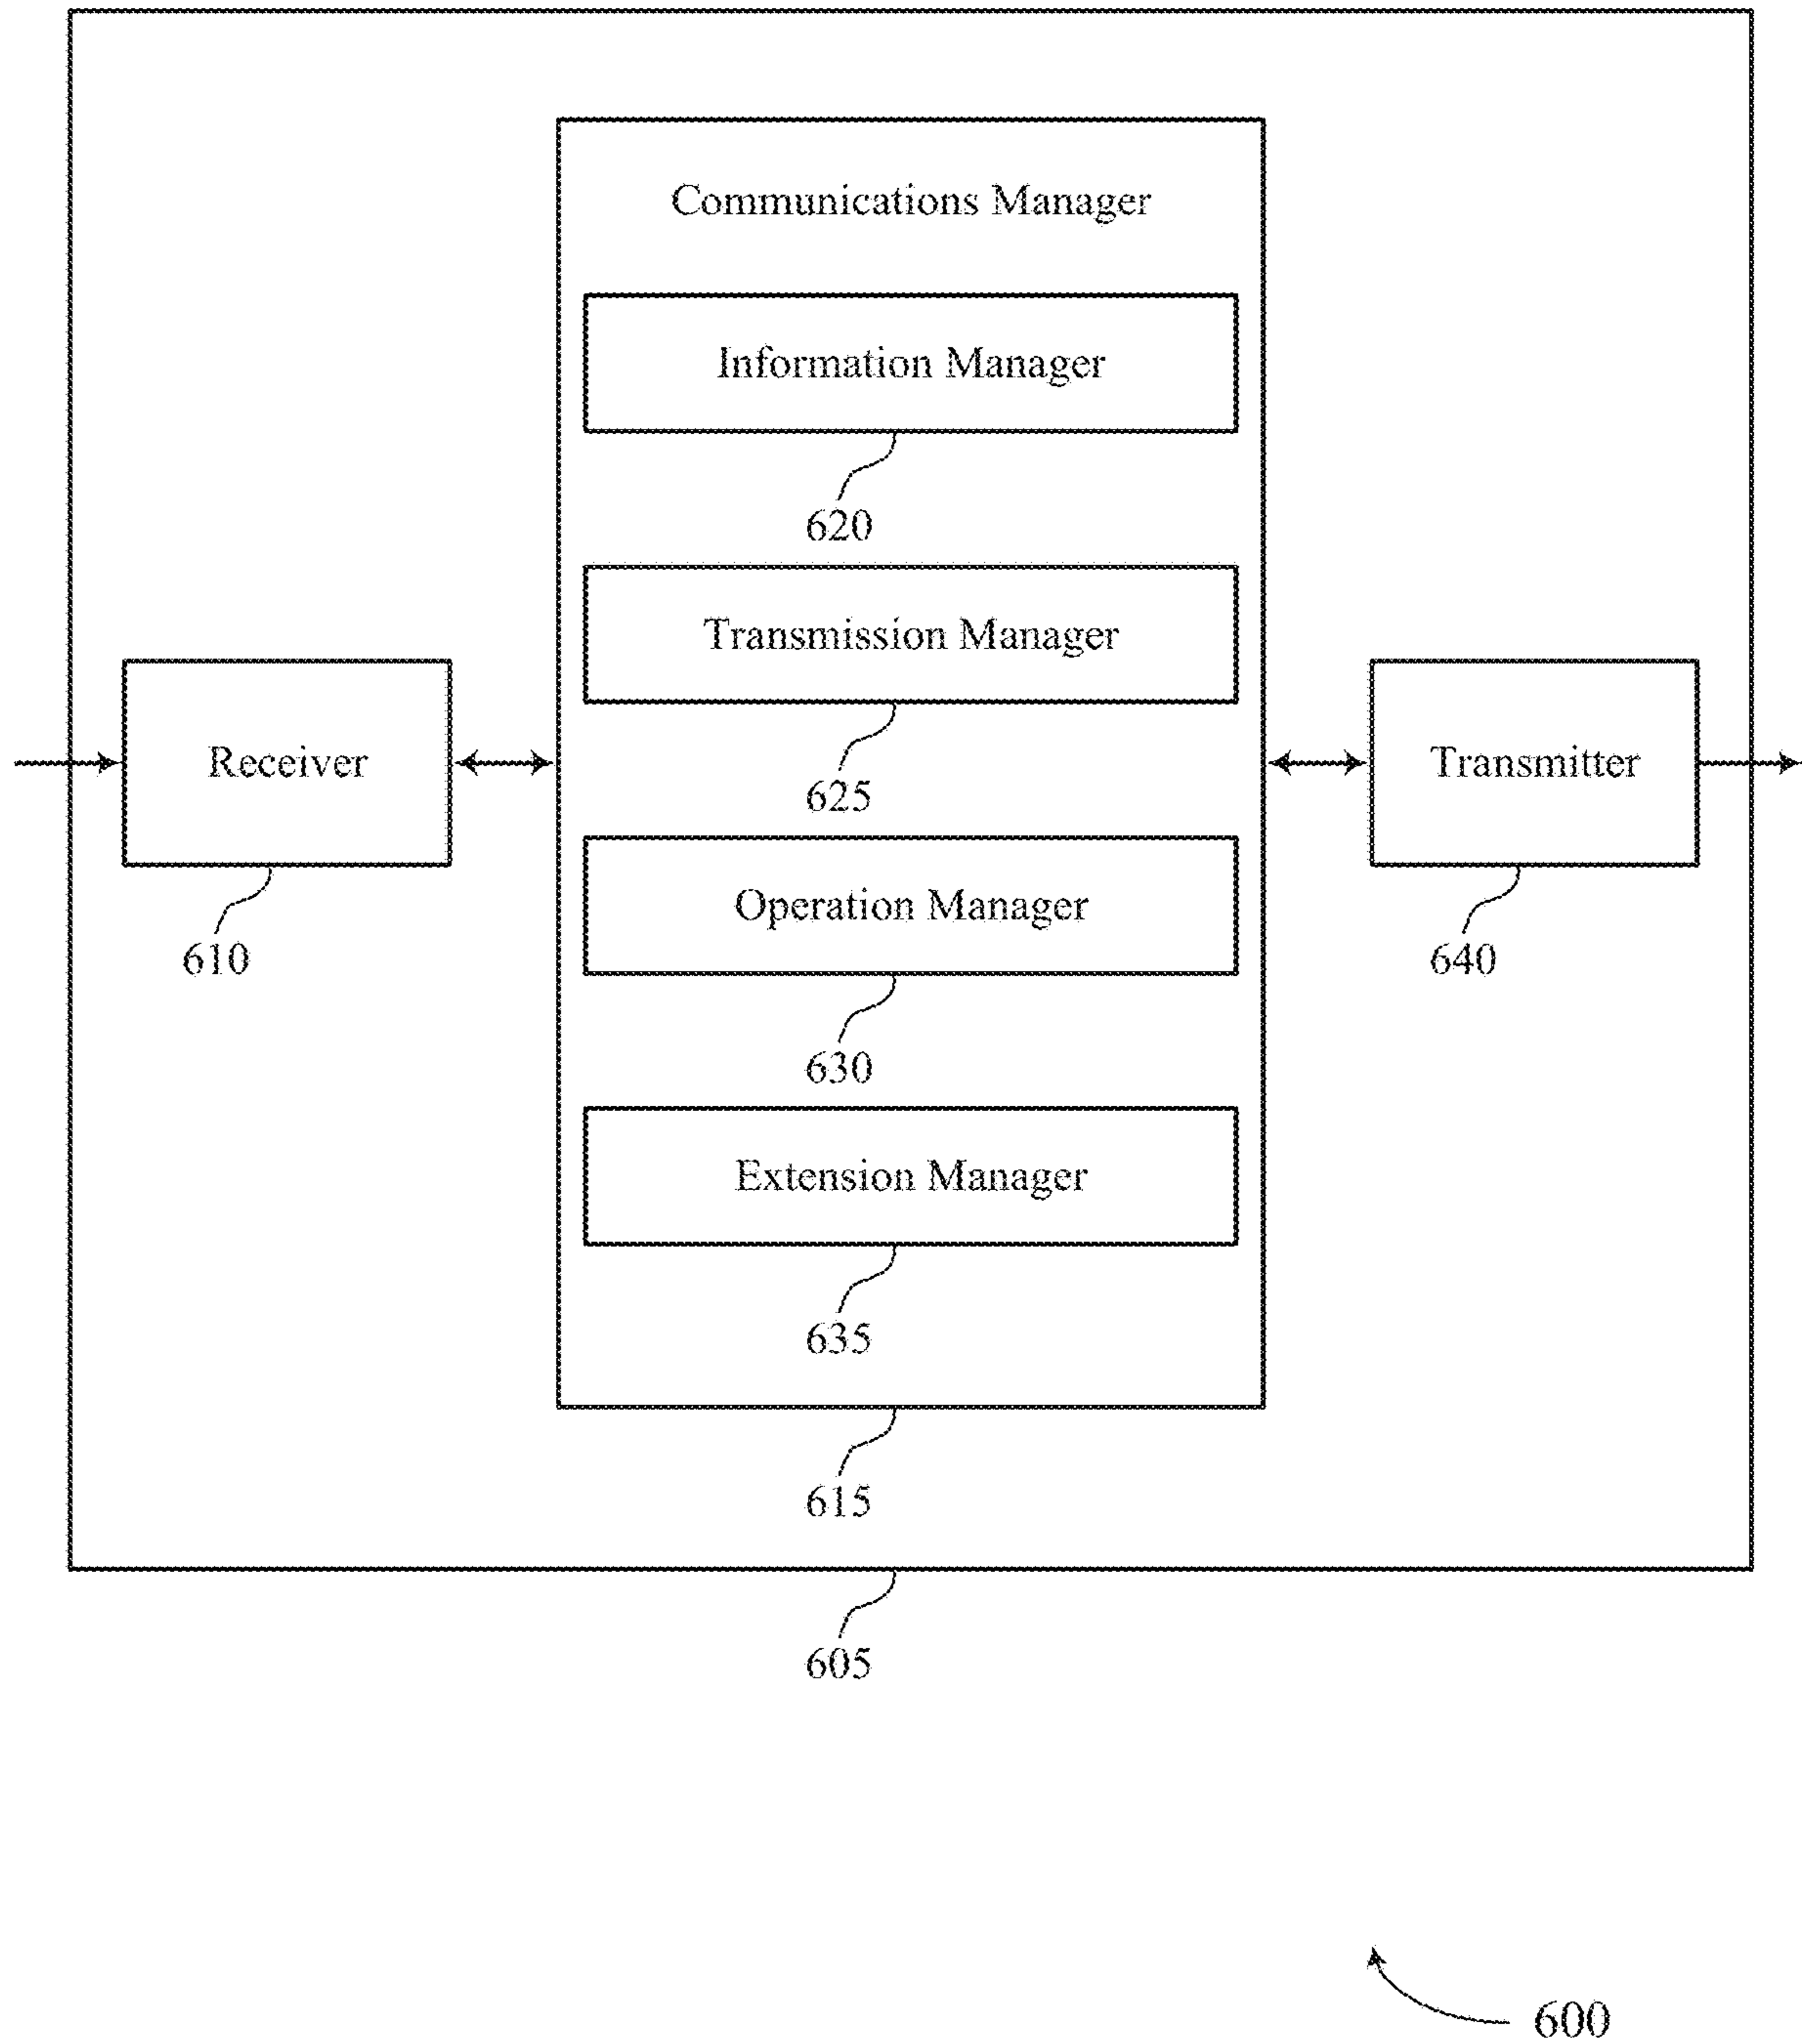 Communications Manager
Information Manager
620
Transmission Manager
625
Receiver
610
Operation Manager
630
Transmitter
640
Extension Manager
635
615
605
600